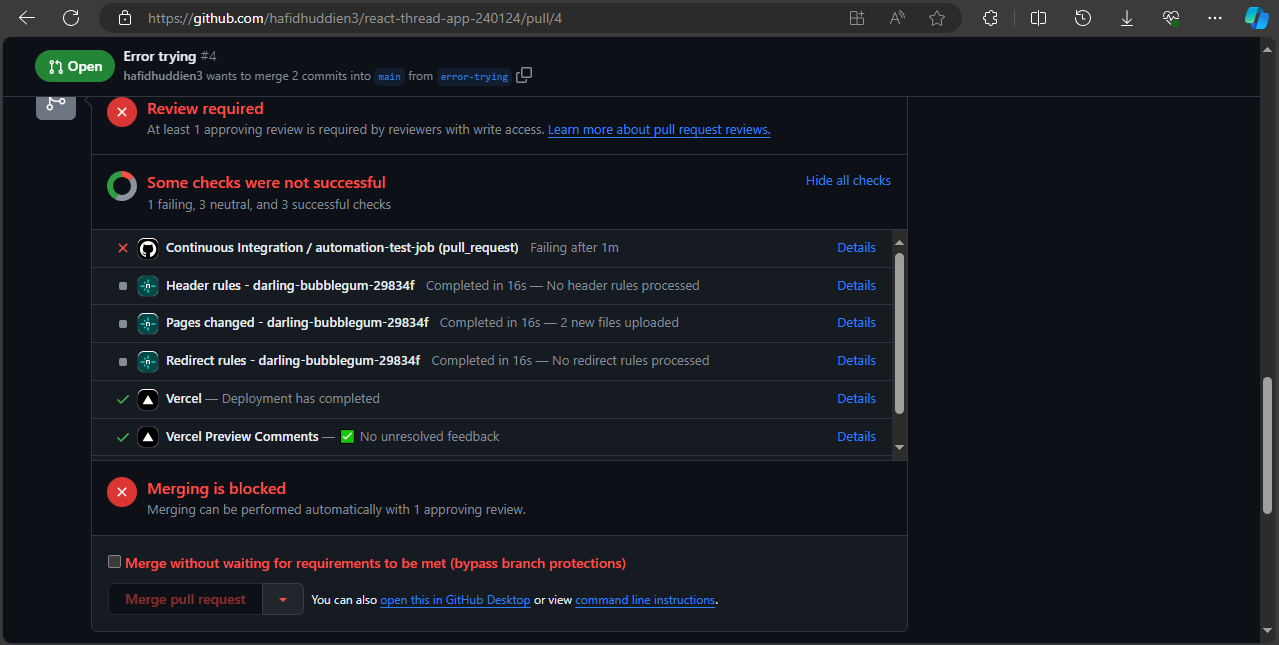 https://github.com/hafidhuddien3/react-thread-app-240124/pull/4
Open
Error trying #4
hafidhuddien3 wants to merge 2 commits into main from error-trying
Review required
At least 1 approving review is required by reviewers with write access. Learn more about pull request reviews.
Some checks were not successful
Hide all checks
1 failing, 3 neutral, and 3 successful checks
Continuous Integration / automation-test-job (pull_request) Failing after 1m Details
Header rules - darling-bubblegum-29834f Completed in 16s — No header rules processed Details
Pages changed - darling-bubblegum-29834f Completed in 16s — 2 new files uploaded Details
Redirect rules - darling-bubblegum-29834f Completed in 16s — No redirect rules processed Details
Vercel — Deployment has completed Details
Vercel Preview Comments — ✅ No unresolved feedback Details
Merging is blocked
Merging can be performed automatically with 1 approving review.
Merge without waiting for requirements to be met (bypass branch protections)
Merge pull request You can also open this in GitHub Desktop or view command line instructions.